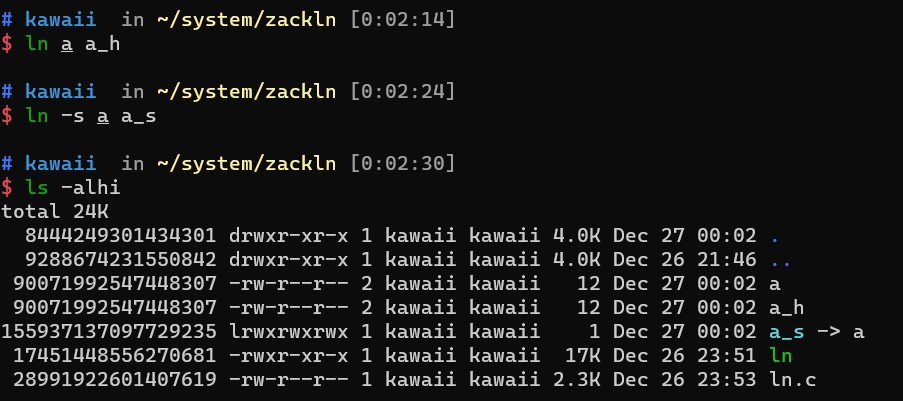 # kawaii  in ~/system/zackln [0:02:14]
$ ln a a_h
# kawaii  in ~/system/zackln [0:02:24]
$ ln -s a a_s
# kawaii  in ~/system/zackln [0:02:30]
$ ls -alhi
total 24K
  8444249301434301 drwxr-xr-x 1 kawaii kawaii 4.0K Dec 27 00:02 .
  9288674231550842 drwxr-xr-x 1 kawaii kawaii 4.0K Dec 26 21:46 ..
 90071992547448307 -rw-r--r-- 2 kawaii kawaii   12 Dec 27 00:02 a
 90071992547448307 -rw-r--r-- 2 kawaii kawaii   12 Dec 27 00:02 a_h
155937137097729235 lrwxrwxrwx 1 kawaii kawaii    1 Dec 27 00:02 a_s -> a
 17451448556270681 -rwxr-xr-x 1 kawaii kawaii  17K Dec 26 23:51 ln
 28991922601407619 -rw-r--r-- 1 kawaii kawaii 2.3K Dec 26 23:53 ln.c